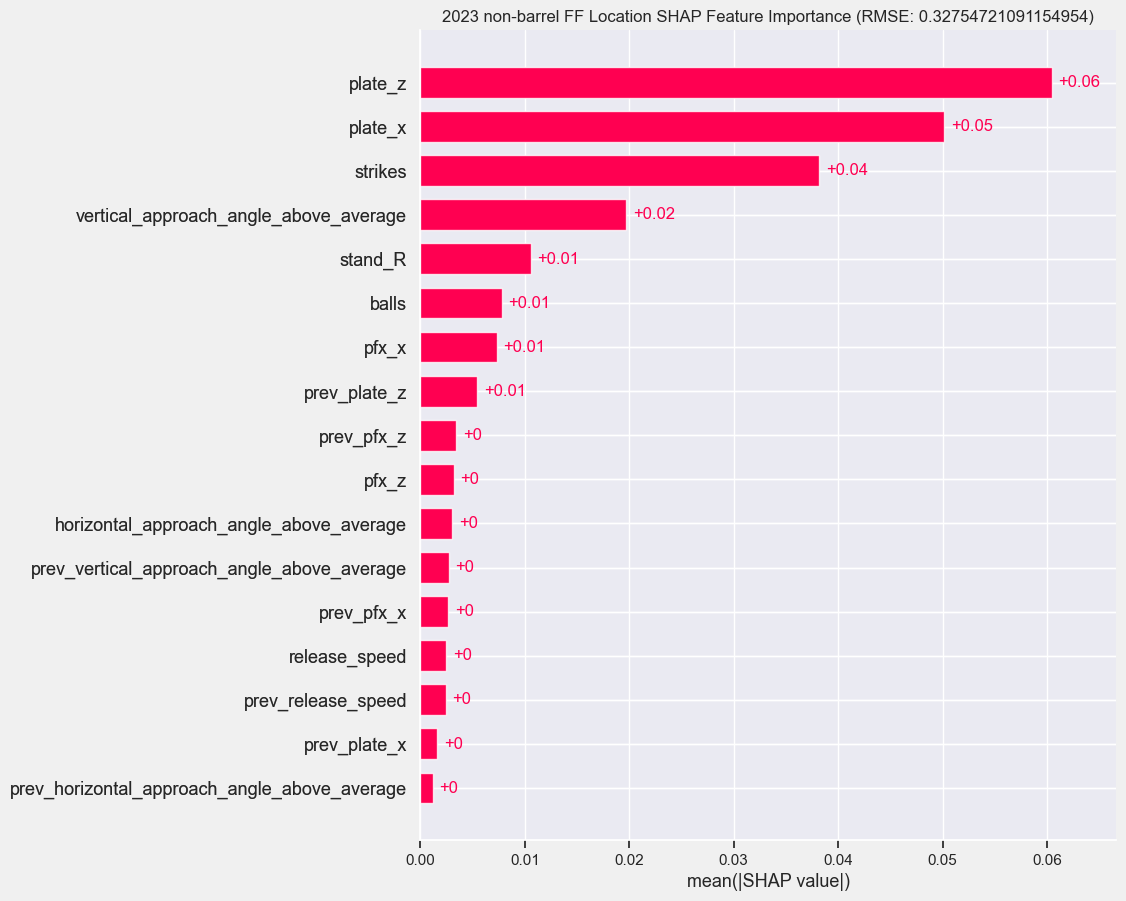 2023 non-barrel FF Location SHAP Feature Importance (RMSE: 0.32754721091154954)
plate_z +0.06
plate_x +0.05
strikes +0.04
vertical_approach_angle_above_average +0.02
stand_R +0.01
balls +0.01
pfx_x +0.01
prev_plate_z +0.01
prev_pfx_z +0
pfx_z +0
horizontal_approach_angle_above_average +0
prev_vertical_approach_angle_above_average +0
prev_pfx_x +0
release_speed +0
prev_release_speed +0
prev_plate_x +0
prev_horizontal_approach_angle_above_average +0
0.00 0.01 0.02 0.03 0.04 0.05 0.06
mean(|SHAP value|)